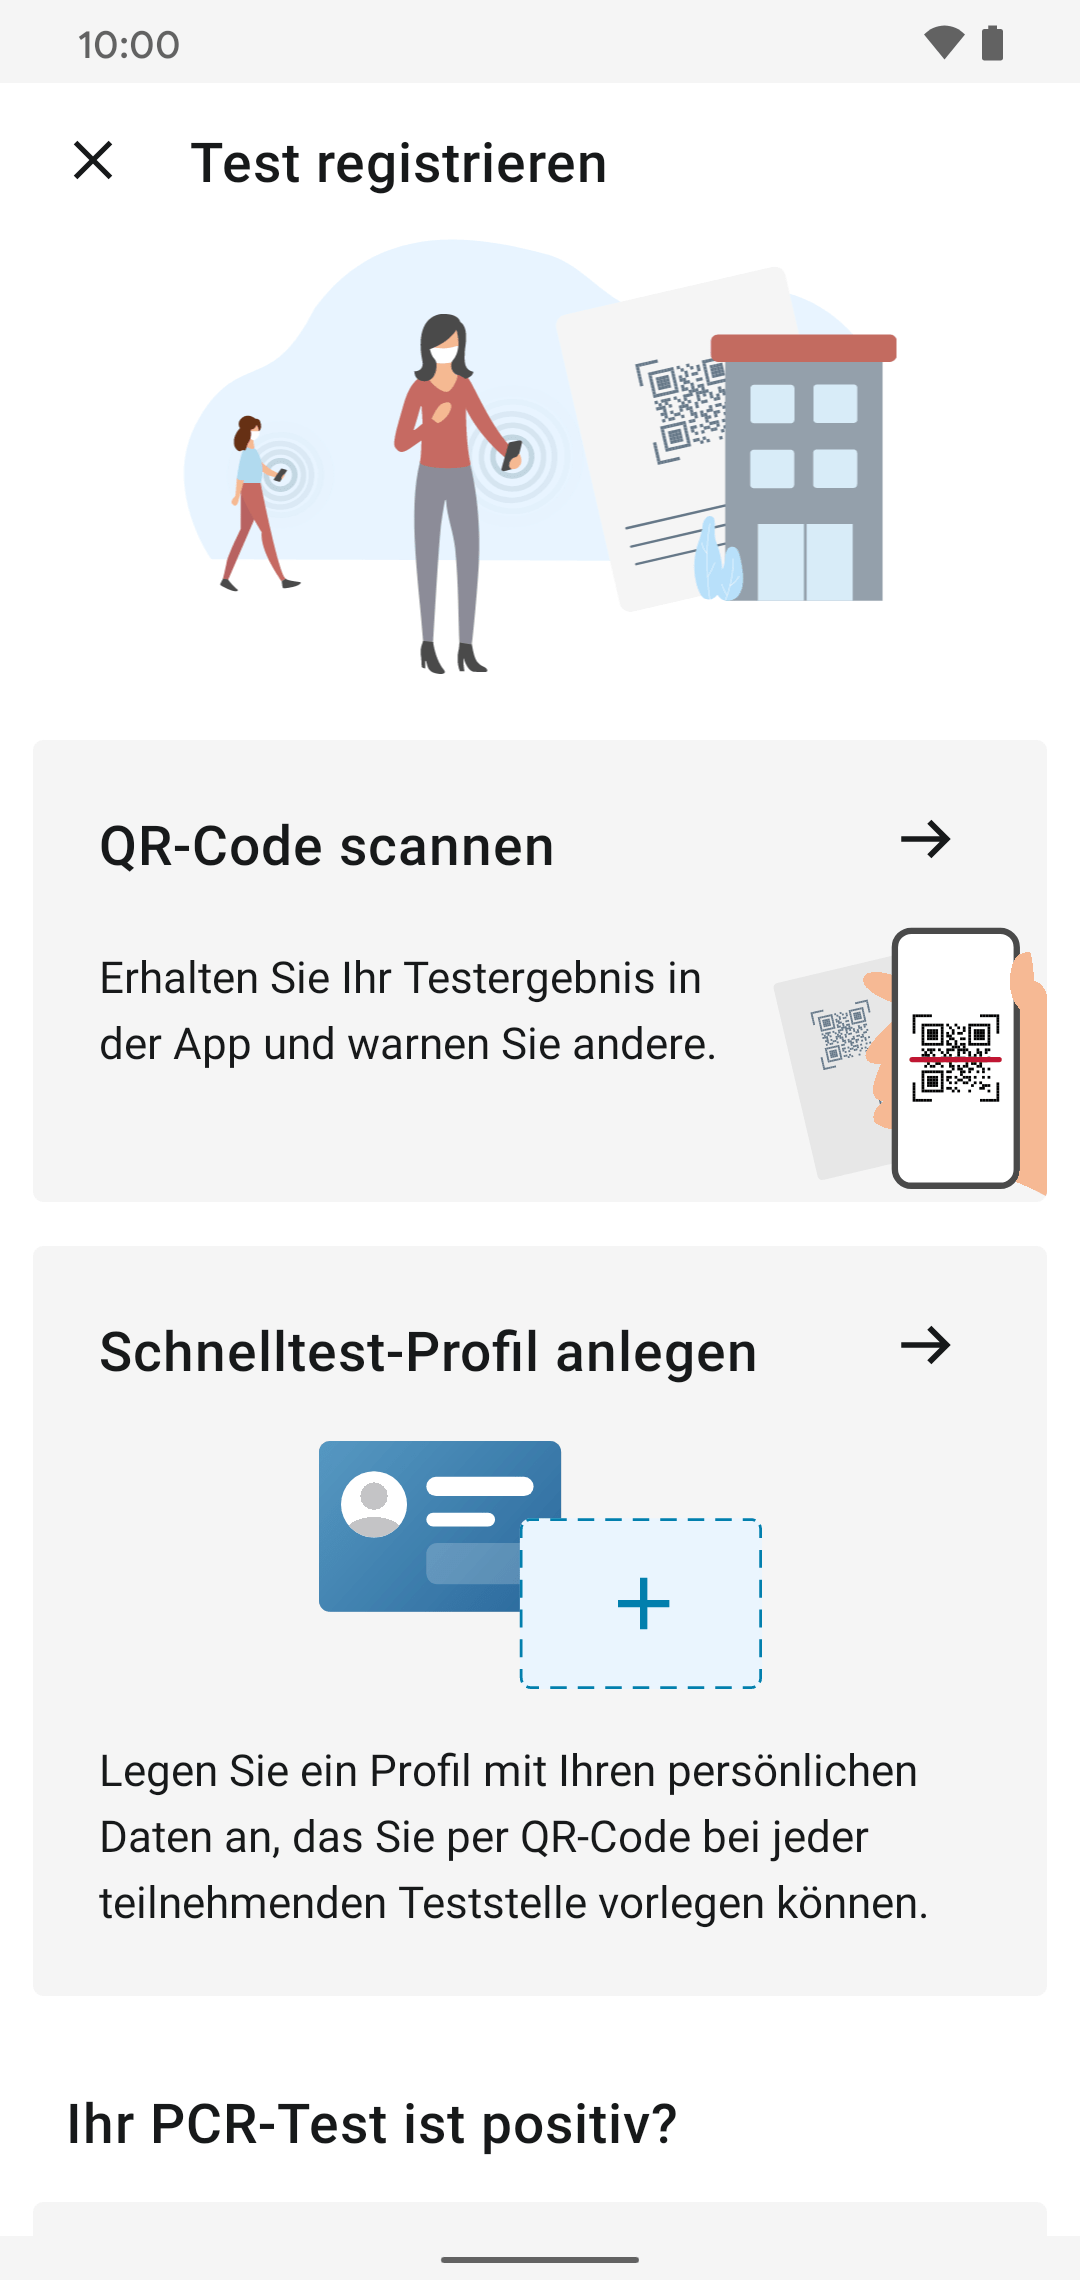 10:00
Test registrieren
QR-Code scannen
Erhalten Sie Ihr Testergebnis in
der App und warnen Sie andere.
Schnelltest-Profil anlegen
Legen Sie ein Profil mit Ihren persönlichen
Daten an, das Sie per QR-Code bei jeder
teilnehmenden Teststelle vorlegen können.
Ihr PCR-Test ist positiv?